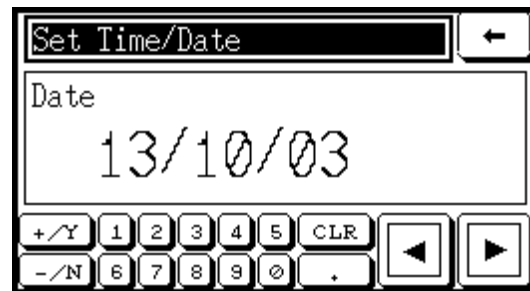 Set Time/Date
Date
13/10/03
+/Y 1 2 3 4 5 CLR
-/N 6 7 8 9 0 .